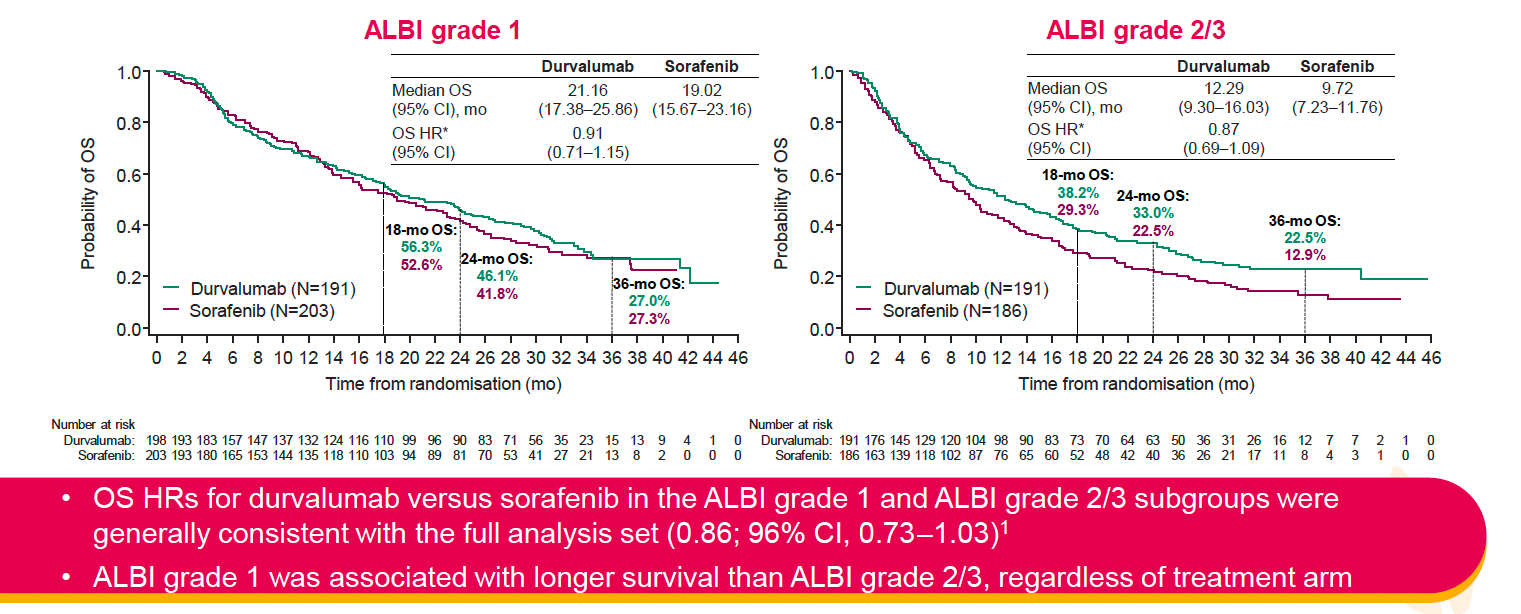 ALBI grade 1
Durvalumab Sorafenib
Median OS 21.16 19.02
(95% CI), mo (17.38–25.86) (15.67–23.16)
OS HR* 0.91
(95% CI) (0.71–1.15)
Probability of OS
1.0
0.8
0.6
0.4
0.2
0.0
18-mo OS:
56.3%
52.6%
24-mo OS:
46.1%
41.8%
36-mo OS:
27.0%
27.3%
Durvalumab (N=191)
Sorafenib (N=203)
0 2 4 6 8 10 12 14 16 18 20 22 24 26 28 30 32 34 36 38 40 42 44 46
Time from randomisation (mo)
Number at risk
Durvalumab: 198 193 183 157 147 137 132 124 116 110 99 96 90 83 71 56 35 23 15 13 9 4 1 0
Sorafenib: 203 193 180 165 153 144 135 118 110 103 94 89 81 70 53 41 27 21 13 8 2 0 0 0
ALBI grade 2/3
Durvalumab Sorafenib
Median OS 12.29 9.72
(95% CI), mo (9.30–16.03) (7.23–11.76)
OS HR* 0.87
(95% CI) (0.69–1.09)
Probability of OS
1.0
0.8
0.6
0.4
0.2
0.0
18-mo OS:
38.2%
29.3%
24-mo OS:
33.0%
22.5%
36-mo OS:
22.5%
12.9%
Durvalumab (N=191)
Sorafenib (N=186)
0 2 4 6 8 10 12 14 16 18 20 22 24 26 28 30 32 34 36 38 40 42 44 46
Time from randomisation (mo)
Number at risk
Durvalumab: 191 176 145 129 120 104 98 90 83 73 70 64 63 50 36 31 26 16 12 7 7 2 1 0
Sorafenib: 186 163 139 118 102 87 76 65 60 52 48 42 40 36 26 21 17 11 8 4 3 1 0 0
• OS HRs for durvalumab versus sorafenib in the ALBI grade 1 and ALBI grade 2/3 subgroups were
generally consistent with the full analysis set (0.86; 96% CI, 0.73–1.03)¹
• ALBI grade 1 was associated with longer survival than ALBI grade 2/3, regardless of treatment arm